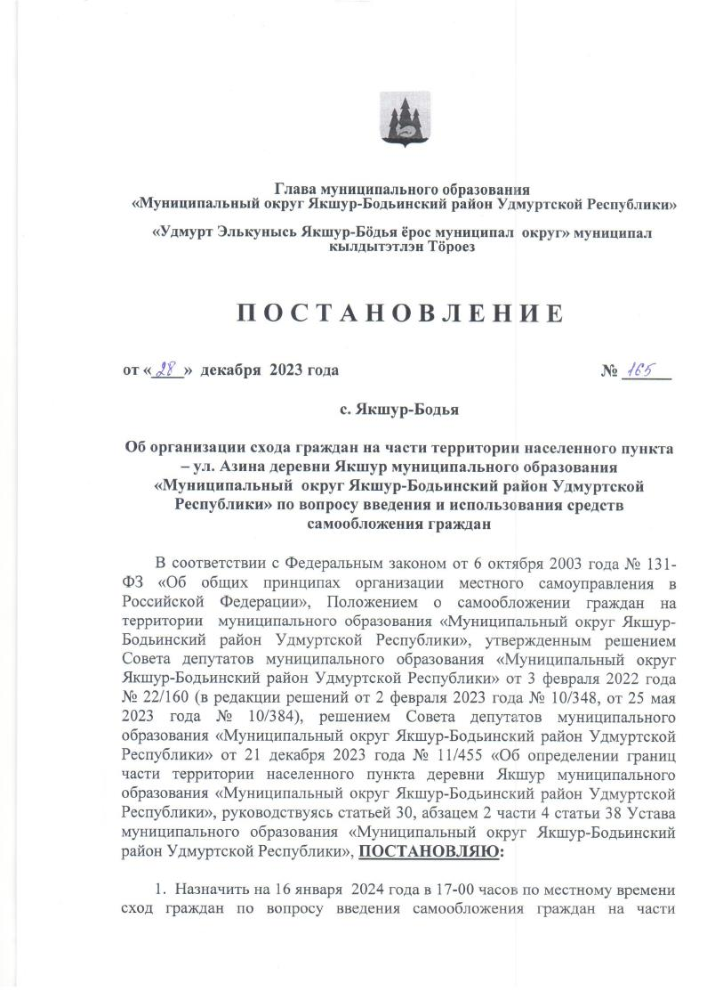 Глава муниципального образования
«Муниципальный округ Якшур-Бодьинский район Удмуртской Республики»
«Удмурт Элькунысь Якшур-Бӧдья ёрос муниципал округ» муниципал
кылдытэтлэн Тӧроез
П О С Т А Н О В Л Е Н И Е
от «28» декабря 2023 года № 165
с. Якшур-Бодья
Об организации схода граждан на части территории населенного пункта
– ул. Азина деревни Якшур муниципального образования
«Муниципальный округ Якшур-Бодьинский район Удмуртской
Республики» по вопросу введения и использования средств
самообложения граждан
В соответствии с Федеральным законом от 6 октября 2003 года № 131-
ФЗ «Об общих принципах организации местного самоуправления в
Российской Федерации», Положением о самообложении граждан на
территории муниципального образования «Муниципальный округ Якшур-
Бодьинский район Удмуртской Республики», утвержденным решением
Совета депутатов муниципального образования «Муниципальный округ
Якшур-Бодьинский район Удмуртской Республики» от 3 февраля 2022 года
№ 22/160 (в редакции решений от 2 февраля 2023 года № 10/348, от 25 мая
2023 года № 10/384), решением Совета депутатов муниципального
образования «Муниципальный округ Якшур-Бодьинский район Удмуртской
Республики» от 21 декабря 2023 года № 11/455 «Об определении границ
части территории населенного пункта деревни Якшур муниципального
образования «Муниципальный округ Якшур-Бодьинский район Удмуртской
Республики», руководствуясь статьей 30, абзацем 2 части 4 статьи 38 Устава
муниципального образования «Муниципальный округ Якшур-Бодьинский
район Удмуртской Республики», ПОСТАНОВЛЯЮ:
1. Назначить на 16 января 2024 года в 17-00 часов по местному времени
сход граждан по вопросу введения самообложения граждан на части